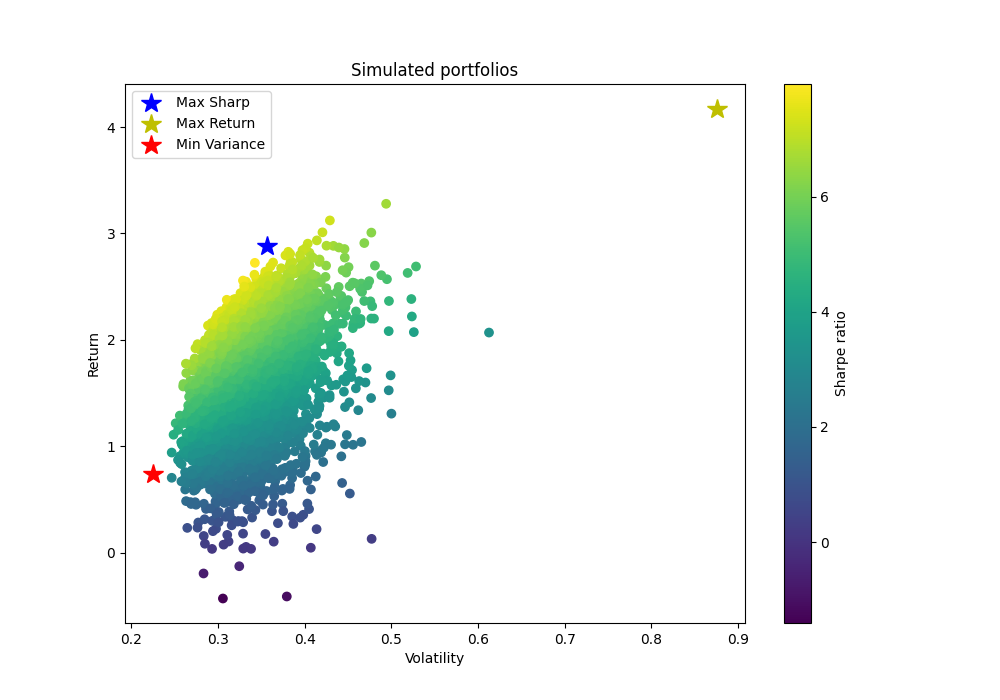 Simulated portfolios
Max Sharp
Max Return
Min Variance
4
3
2
1
0
Return
0.2 0.3 0.4 0.5 0.6 0.7 0.8 0.9
Volatility
6
4
2
0
Sharpe ratio